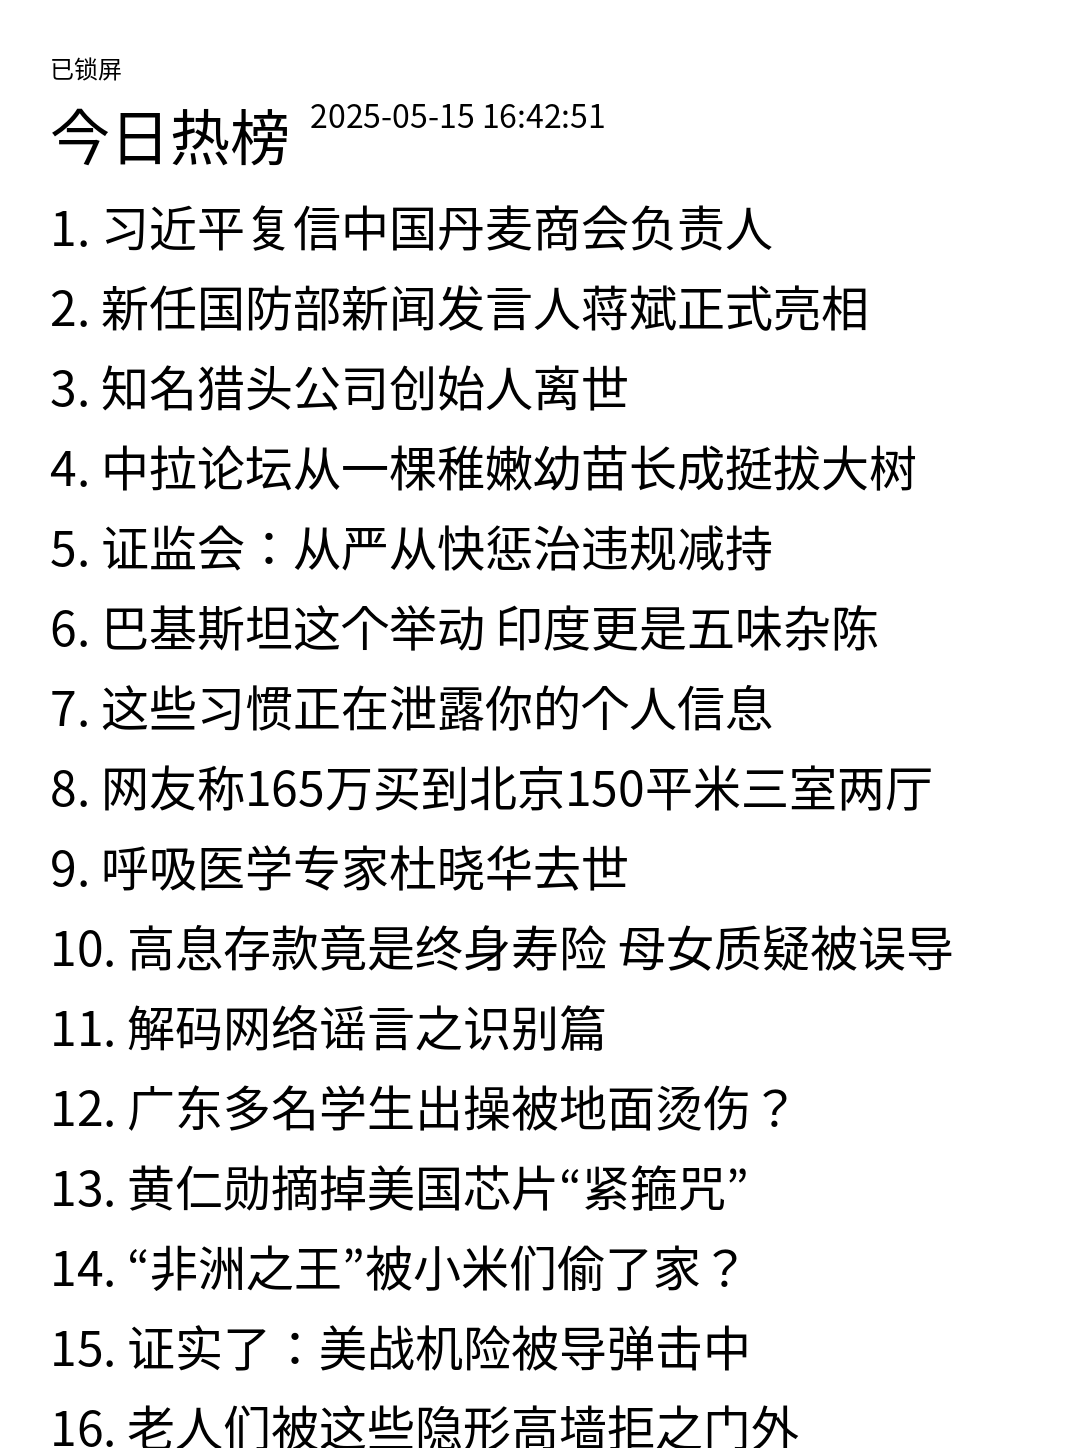 已锁屏
今日热榜 2025-05-15 16:42:51
1. 习近平复信中国丹麦商会负责人
2. 新任国防部新闻发言人蒋斌正式亮相
3. 知名猎头公司创始人离世
4. 中拉论坛从一棵稚嫩幼苗长成挺拔大树
5. 证监会：从严从快惩治违规减持
6. 巴基斯坦这个举动 印度更是五味杂陈
7. 这些习惯正在泄露你的个人信息
8. 网友称165万买到北京150平米三室两厅
9. 呼吸医学专家杜晓华去世
10. 高息存款竟是终身寿险 母女质疑被误导
11. 解码网络谣言之识别篇
12. 广东多名学生出操被地面烫伤？
13. 黄仁勋摘掉美国芯片“紧箍咒”
14. “非洲之王”被小米们偷了家？
15. 证实了：美战机险被导弹击中
16. 老人们被这些隐形高墙拒之门外